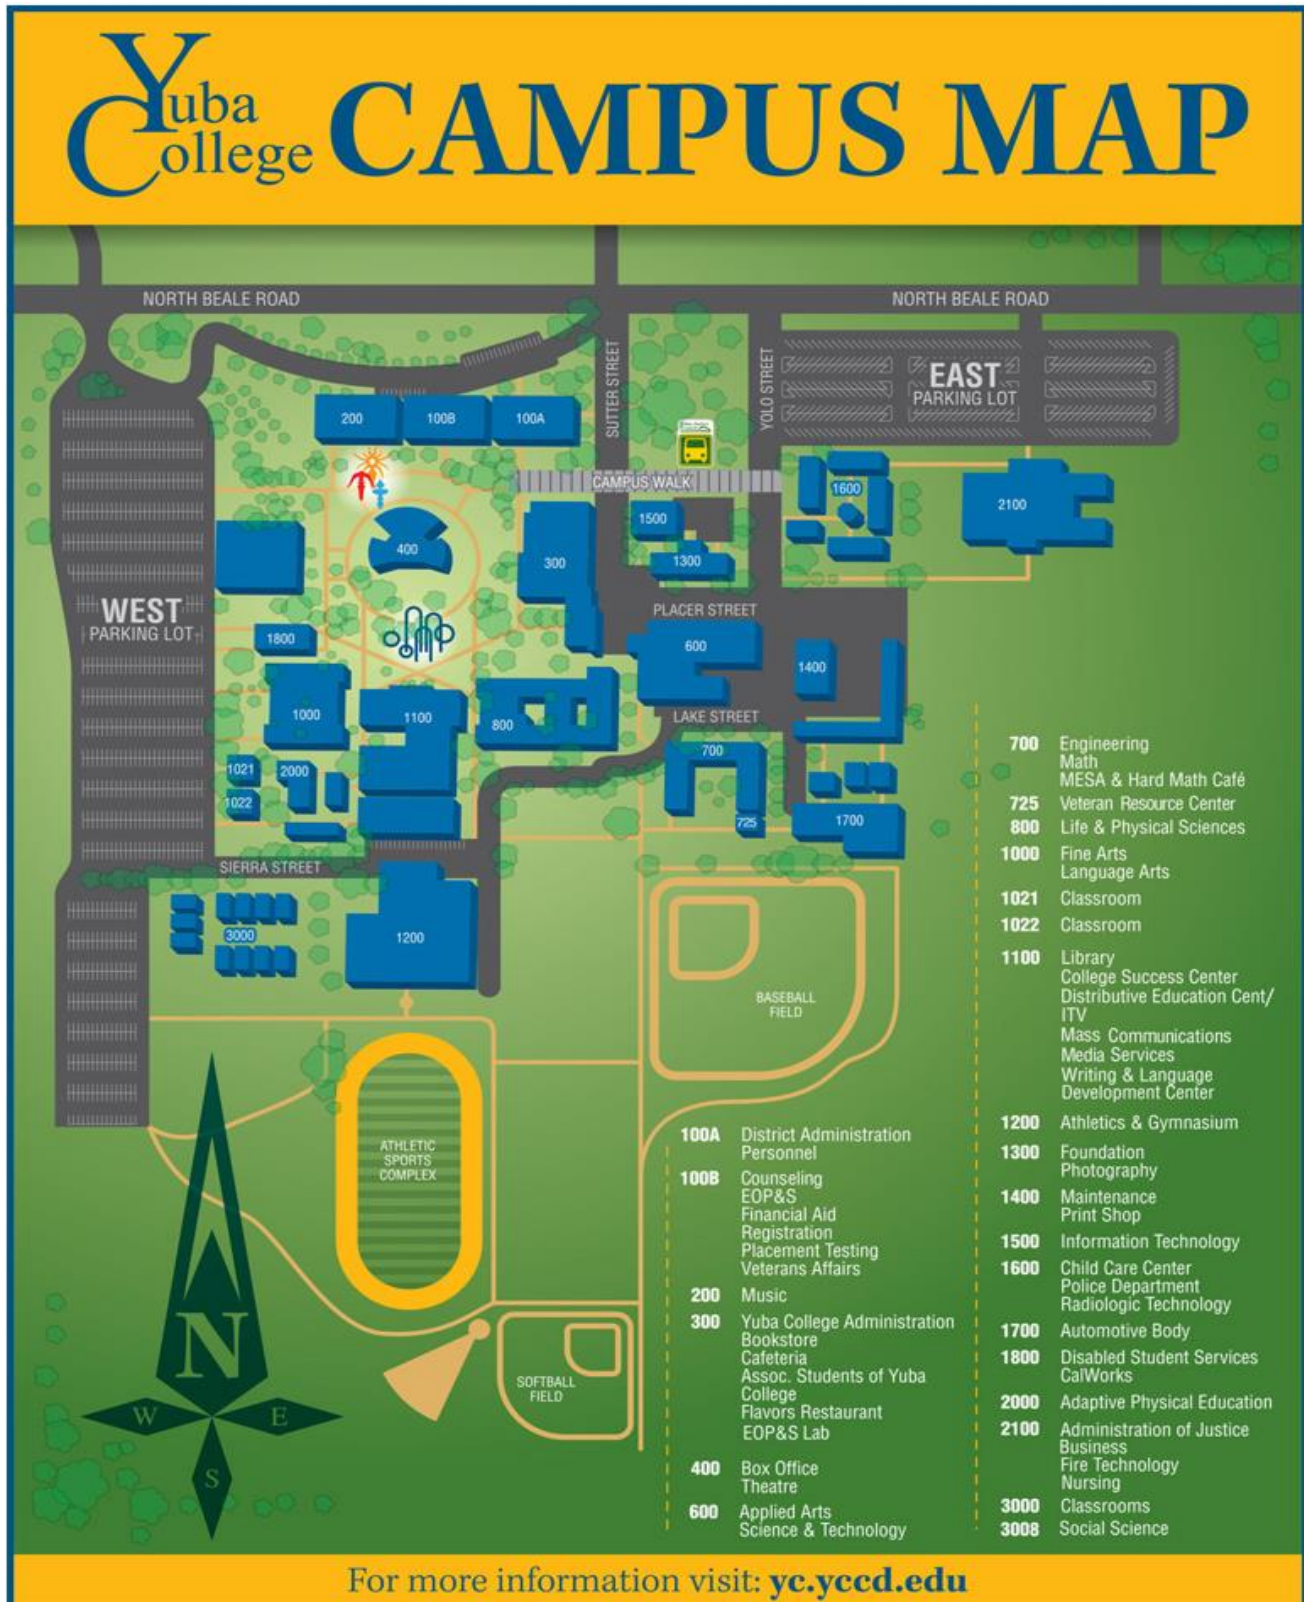 Yuba
College
CAMPUS MAP
NORTH BEALE ROAD
NORTH BEALE ROAD
SUTTER STREET
YOLO STREET
EAST
PARKING LOT
200
100B
100A
CAMPUS WALK
1600
2100
1500
400
300
1300
WEST
PARKING LOT
PLACER STREET
1800
600
1400
1000
1100
800
LAKE STREET
700
1021
2000
1022
725
1700
SIERRA STREET
3000
1200
BASEBALL
FIELD
ATHLETIC
SPORTS
COMPLEX
SOFTBALL
FIELD
N
W
E
S
100A District Administration
Personnel
100B Counseling
EOP&S
Financial Aid
Registration
Placement Testing
Veterans Affairs
200 Music
300 Yuba College Administration
Bookstore
Cafeteria
Assoc. Students of Yuba
College
Flavors Restaurant
EOP&S Lab
400 Box Office
Theatre
600 Applied Arts
Science & Technology
700 Engineering
Math
MESA & Hard Math Café
725 Veteran Resource Center
800 Life & Physical Sciences
1000 Fine Arts
Language Arts
1021 Classroom
1022 Classroom
1100 Library
College Success Center
Distributive Education Cent/
ITV
Mass Communications
Media Services
Writing & Language
Development Center
1200 Athletics & Gymnasium
1300 Foundation
Photography
1400 Maintenance
Print Shop
1500 Information Technology
1600 Child Care Center
Police Department
Radiologic Technology
1700 Automotive Body
1800 Disabled Student Services
CalWorks
2000 Adaptive Physical Education
2100 Administration of Justice
Business
Fire Technology
Nursing
3000 Classrooms
3008 Social Science
For more information visit: yc.yccd.edu